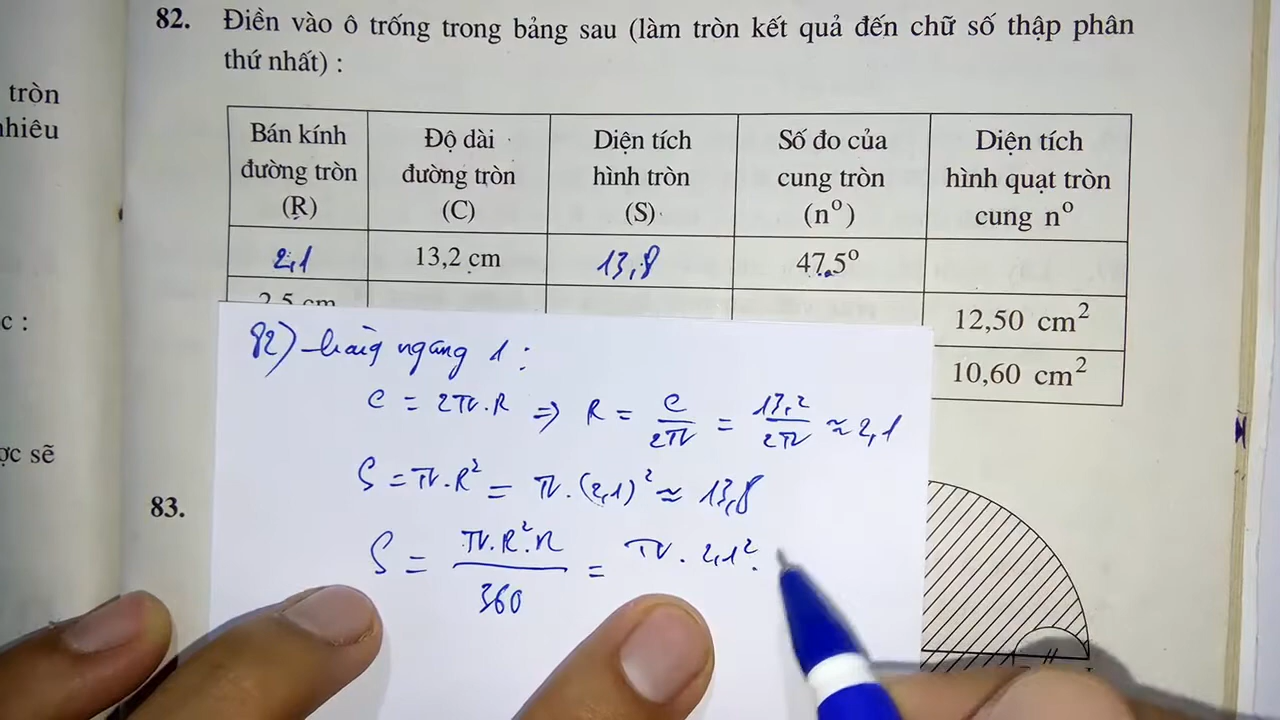 82. Điền vào ô trống trong bảng sau (làm tròn kết quả đến chữ số thập phân
thứ nhất) :
tròn
nhiêu
Bán kính đường tròn (R)
Độ dài đường tròn (C)
Diện tích hình tròn (S)
Số đo của cung tròn (n°)
Diện tích hình quạt tròn cung n°
2,1 13,2 cm 13,8 47,5°
2,5 cm 12,50 cm²
c :
10,60 cm²
82) hàng ngang 1 :
C = 2π.R => R = C/2π = 13,2/2π ≈ 2,1
ợc sẽ
S = π.R² = π.(2,1)² ≈ 13,8
83.
S = π.R².n/360 = π. 2,1².